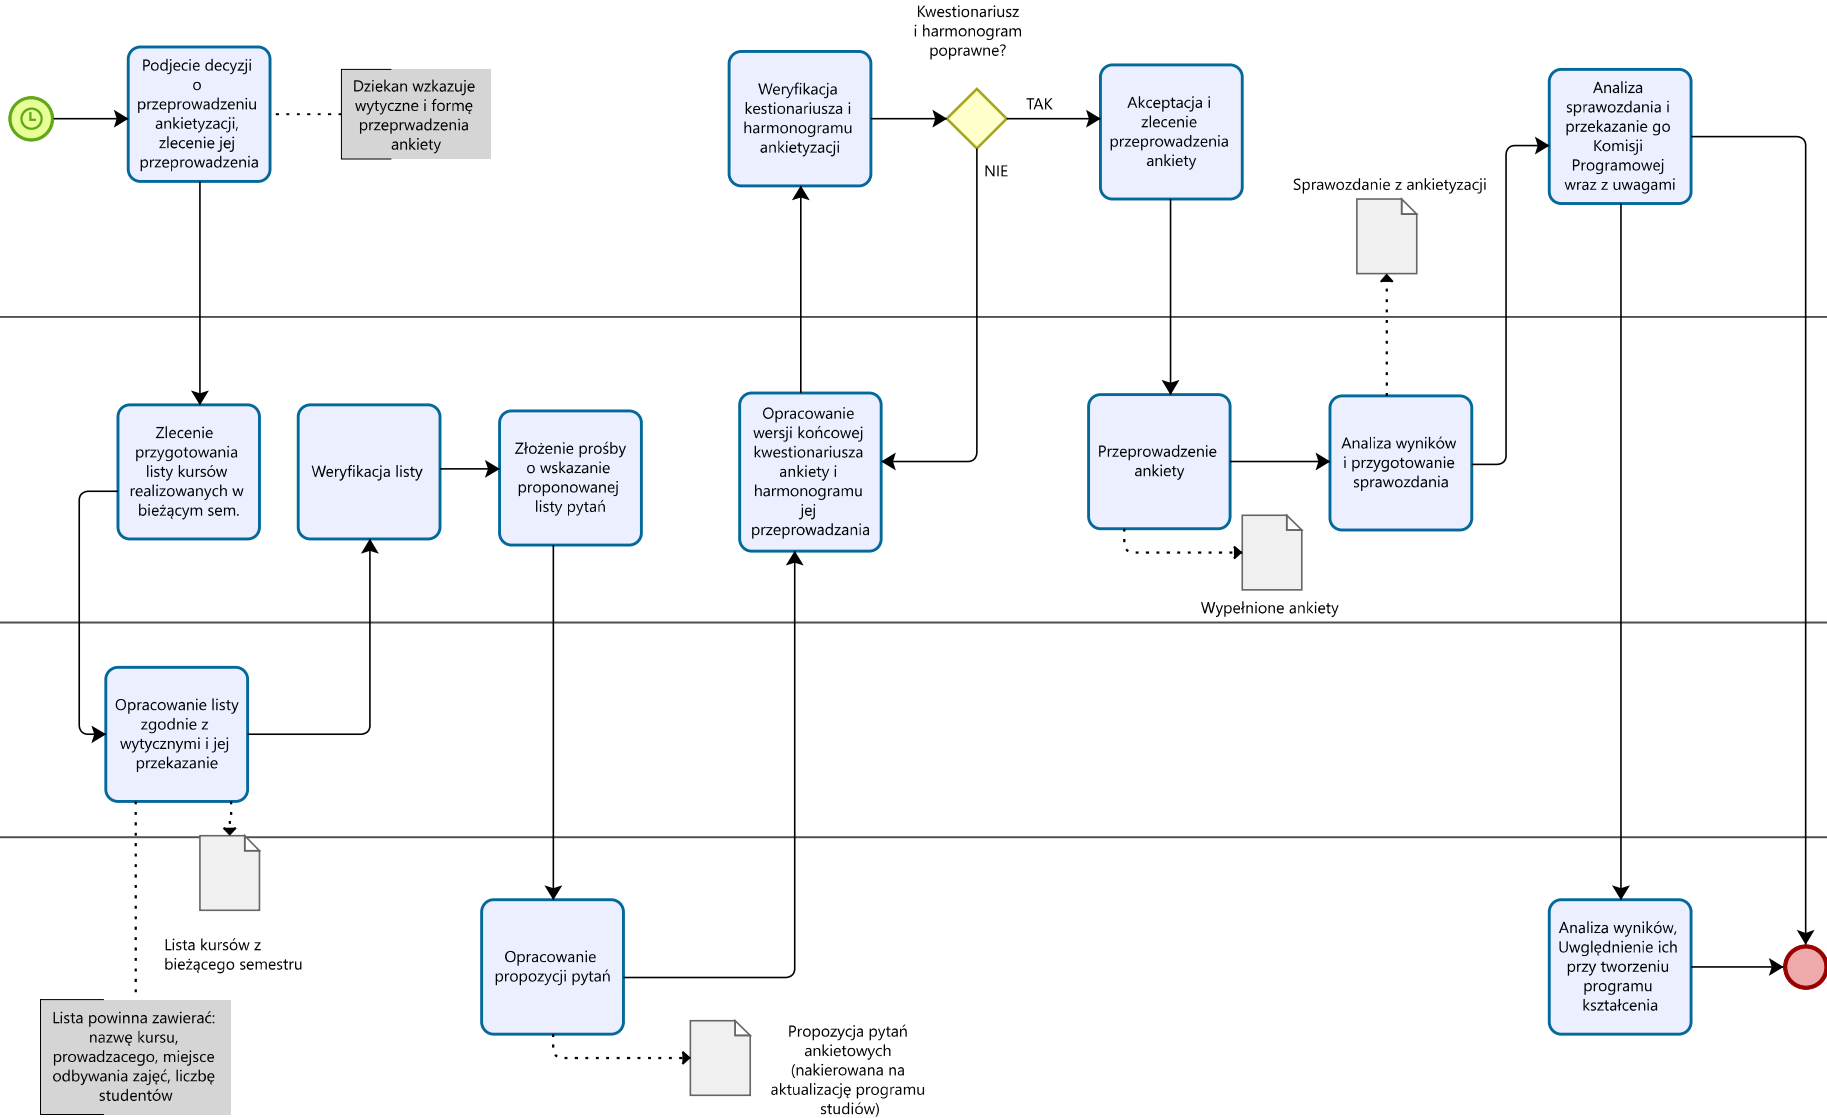 Kwestionariusz
i harmonogram
poprawne?
Podjecie decyzji
o
przeprowadzeniu
ankietyzacji,
zlecenie jej
przeprowadzenia
Dziekan wzkazuje
wytyczne i formę
przeprwadzenia
ankiety
Weryfikacja
kestionariusza i
harmonogramu
ankietyzacji
TAK
NIE
Akceptacja i
zlecenie
przeprowadzenia
ankiety
Sprawozdanie z ankietyzacji
Analiza
sprawozdania i
przekazanie go
Komisji
Programowej
wraz z uwagami
Zlecenie
przygotowania
listy kursów
realizowanych w
bieżącym sem.
Weryfikacja listy
Złożenie prośby
o wskazanie
proponowanej
listy pytań
Opracowanie
wersji końcowej
kwestionariusza
ankiety i
harmonogramu
jej
przeprowadzania
Przeprowadzenie
ankiety
Analiza wyników
i przygotowanie
sprawozdania
Wypełnione ankiety
Opracowanie listy
zgodnie z
wytycznymi i jej
przekazanie
Lista kursów z
bieżącego semestru
Lista powinna zawierać:
nazwę kursu,
prowadzacego, miejsce
odbywania zajęć, liczbę
studentów
Opracowanie
propozycji pytań
Propozycja pytań
ankietowych
(nakierowana na
aktualizację programu
studiów)
Analiza wyników,
Uwględnienie ich
przy tworzeniu
programu
kształcenia